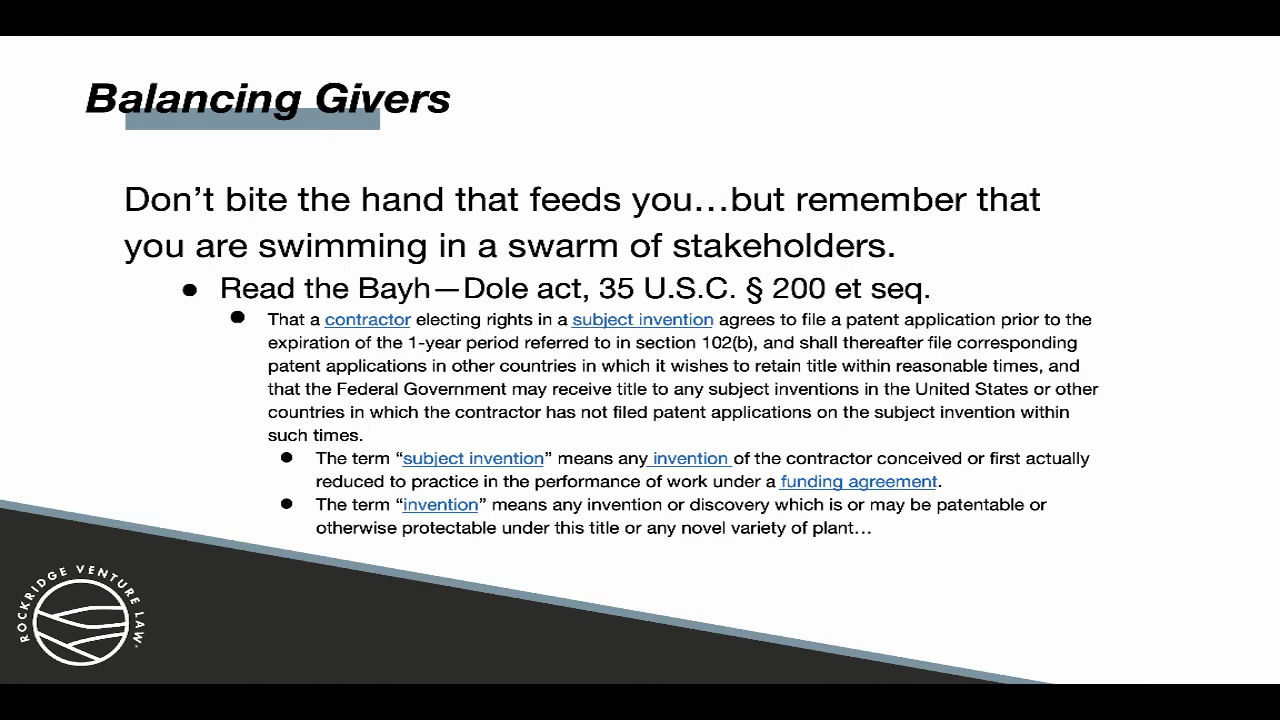 Balancing Givers
Don’t bite the hand that feeds you…but remember that
you are swimming in a swarm of stakeholders.
● Read the Bayh—Dole act, 35 U.S.C. § 200 et seq.
● That a contractor electing rights in a subject invention agrees to file a patent application prior to the
expiration of the 1-year period referred to in section 102(b), and shall thereafter file corresponding
patent applications in other countries in which it wishes to retain title within reasonable times, and
that the Federal Government may receive title to any subject inventions in the United States or other
countries in which the contractor has not filed patent applications on the subject invention within
such times.
● The term “subject invention” means any invention of the contractor conceived or first actually
reduced to practice in the performance of work under a funding agreement.
● The term “invention” means any invention or discovery which is or may be patentable or
otherwise protectable under this title or any novel variety of plant…
ROCKRIDGE VENTURE LAW